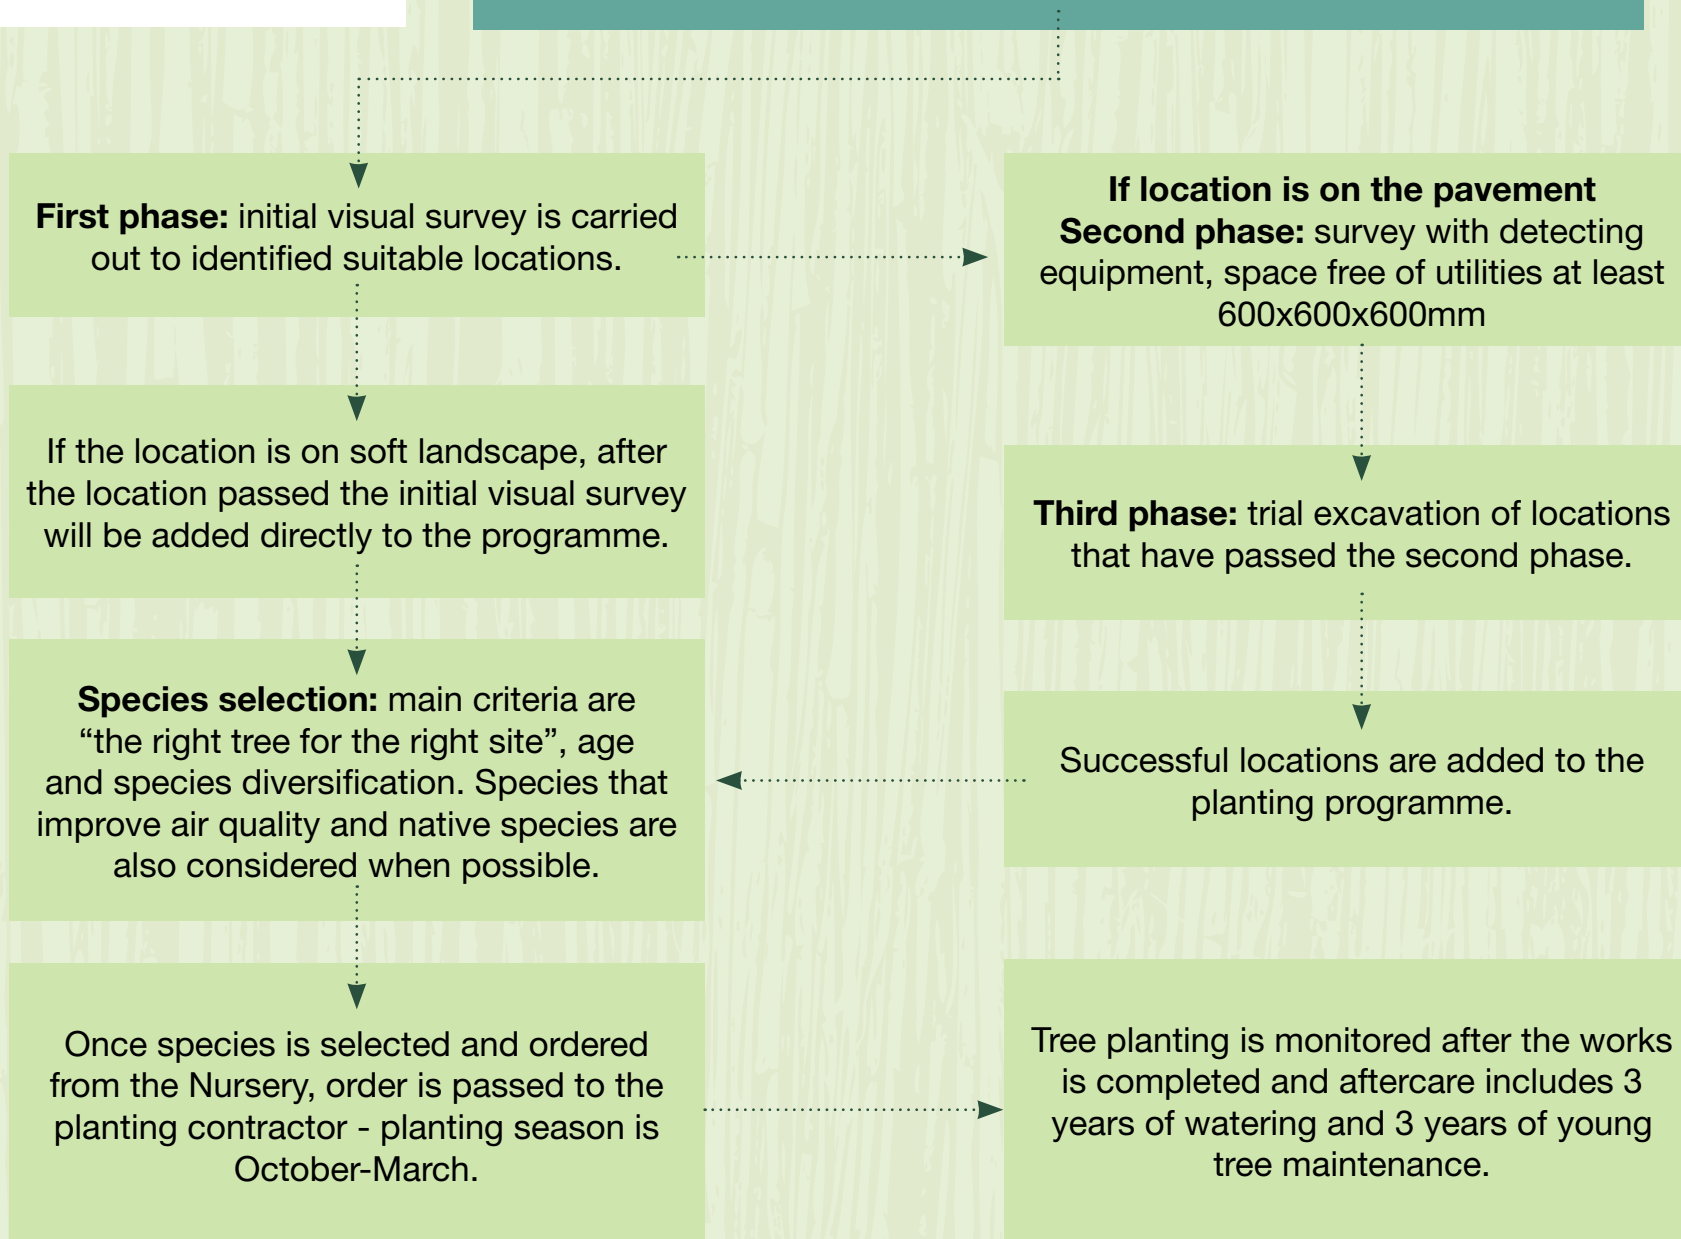 First phase: initial visual survey is carried
out to identified suitable locations.
If location is on the pavement
Second phase: survey with detecting
equipment, space free of utilities at least
600x600x600mm
If the location is on soft landscape, after
the location passed the initial visual survey
will be added directly to the programme.
Third phase: trial excavation of locations
that have passed the second phase.
Species selection: main criteria are
“the right tree for the right site”, age
and species diversification. Species that
improve air quality and native species are
also considered when possible.
Successful locations are added to the
planting programme.
Once species is selected and ordered
from the Nursery, order is passed to the
planting contractor - planting season is
October-March.
Tree planting is monitored after the works
is completed and aftercare includes 3
years of watering and 3 years of young
tree maintenance.